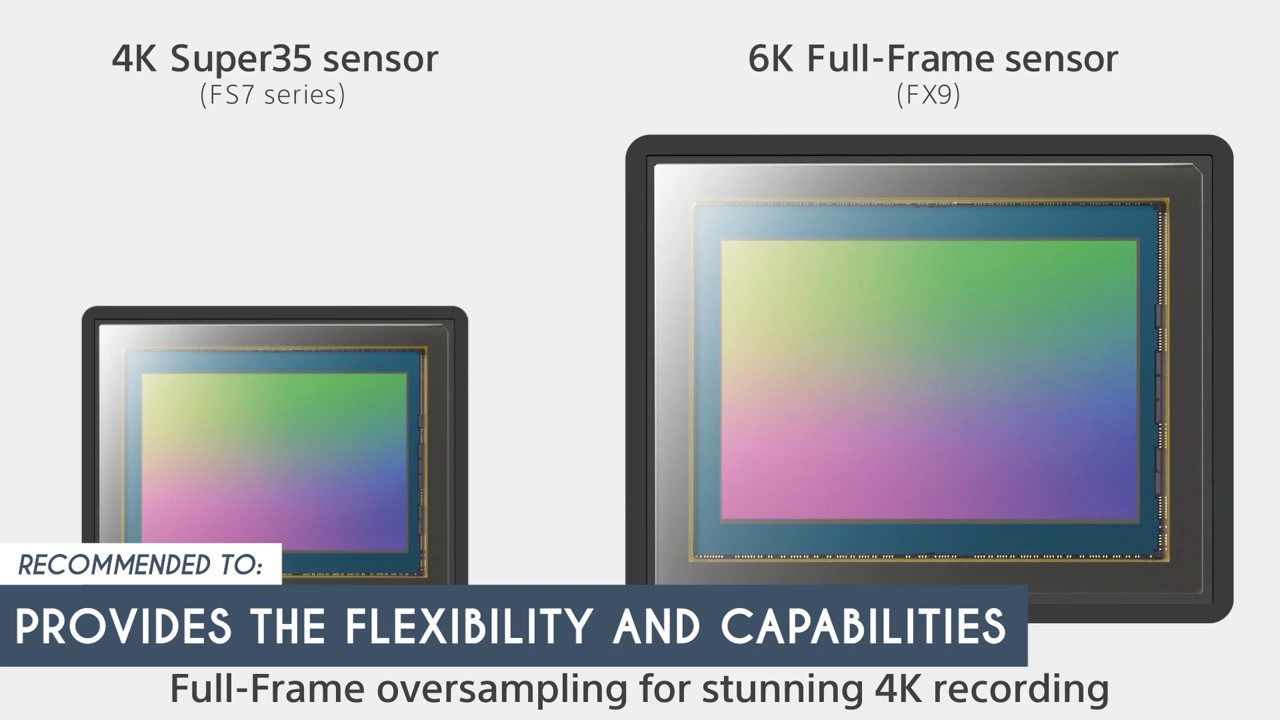 4K Super35 sensor
(FS7 series)
6K Full-Frame sensor
(FX9)
RECOMMENDED TO:
PROVIDES THE FLEXIBILITY AND CAPABILITIES
Full-Frame oversampling for stunning 4K recording